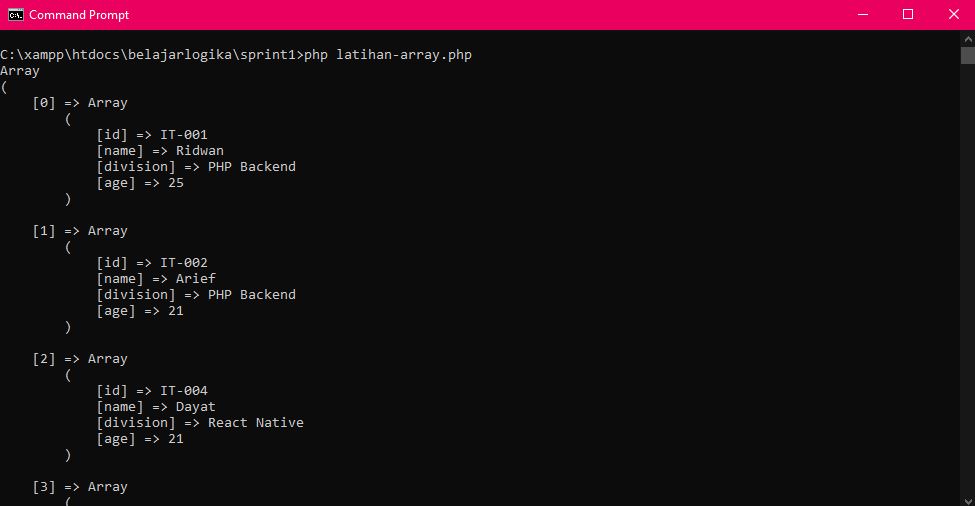 Command Prompt
C:\xampp\htdocs\belajarlogika\sprint1>php latihan-array.php
Array
(
    [0] => Array
        (
            [id] => IT-001
            [name] => Ridwan
            [division] => PHP Backend
            [age] => 25
        )
    [1] => Array
        (
            [id] => IT-002
            [name] => Arief
            [division] => PHP Backend
            [age] => 21
        )
    [2] => Array
        (
            [id] => IT-004
            [name] => Dayat
            [division] => React Native
            [age] => 21
        )
    [3] => Array
        (